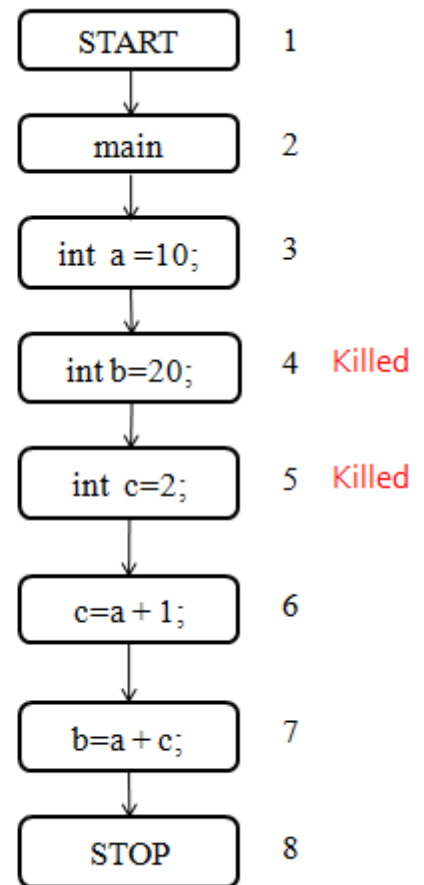 START 1
main 2
int a =10; 3
int b=20; 4 Killed
int c=2; 5 Killed
c=a + 1; 6
b=a + c; 7
STOP 8